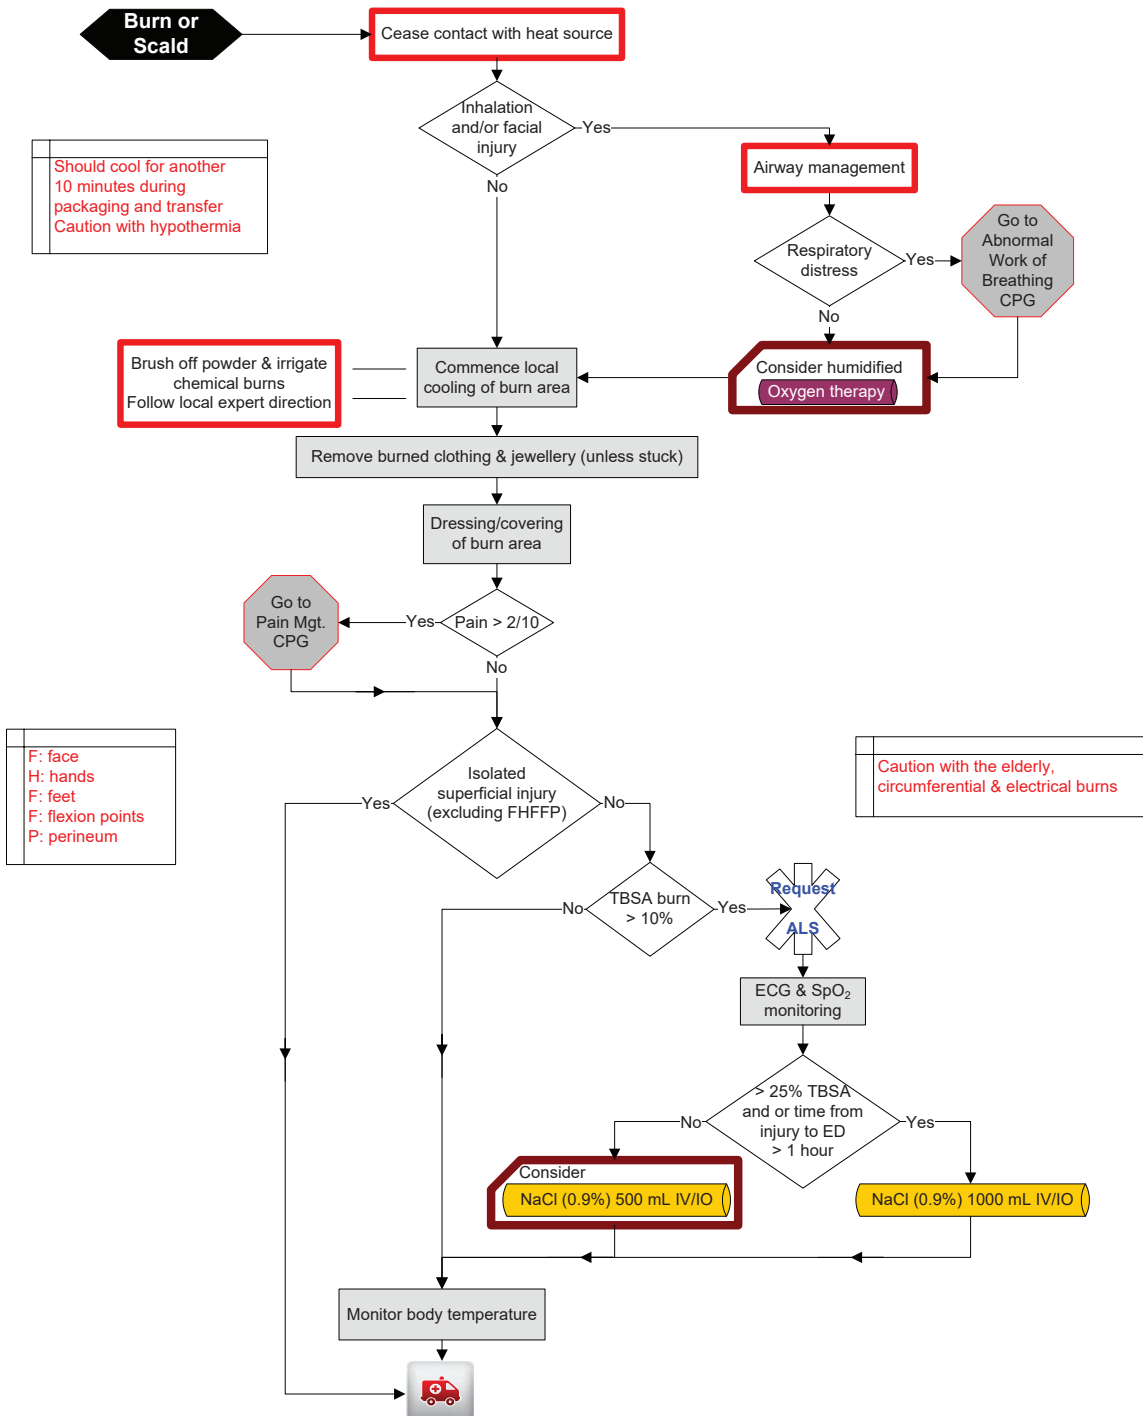 Burn or
Scald
Cease contact with heat source
Inhalation
and/or facial
injury
Yes
No
Should cool for another
10 minutes during
packaging and transfer
Caution with hypothermia
Airway management
Respiratory
distress
Yes
No
Go to
Abnormal
Work of
Breathing
CPG
Brush off powder & irrigate
chemical burns
Follow local expert direction
Commence local
cooling of burn area
Consider humidified
Oxygen therapy
Remove burned clothing & jewellery (unless stuck)
Dressing/covering
of burn area
Go to
Pain Mgt.
CPG
Yes
Pain > 2/10
No
F: face
H: hands
F: feet
F: flexion points
P: perineum
Isolated
superficial injury
(excluding FHFFP)
Yes
No
Caution with the elderly,
circumferential & electrical burns
TBSA burn
> 10%
No
Yes
Request
ALS
ECG & SpO₂
monitoring
> 25% TBSA
and or time from
injury to ED
> 1 hour
No
Yes
Consider
NaCl (0.9%) 500 mL IV/IO
NaCl (0.9%) 1000 mL IV/IO
Monitor body temperature